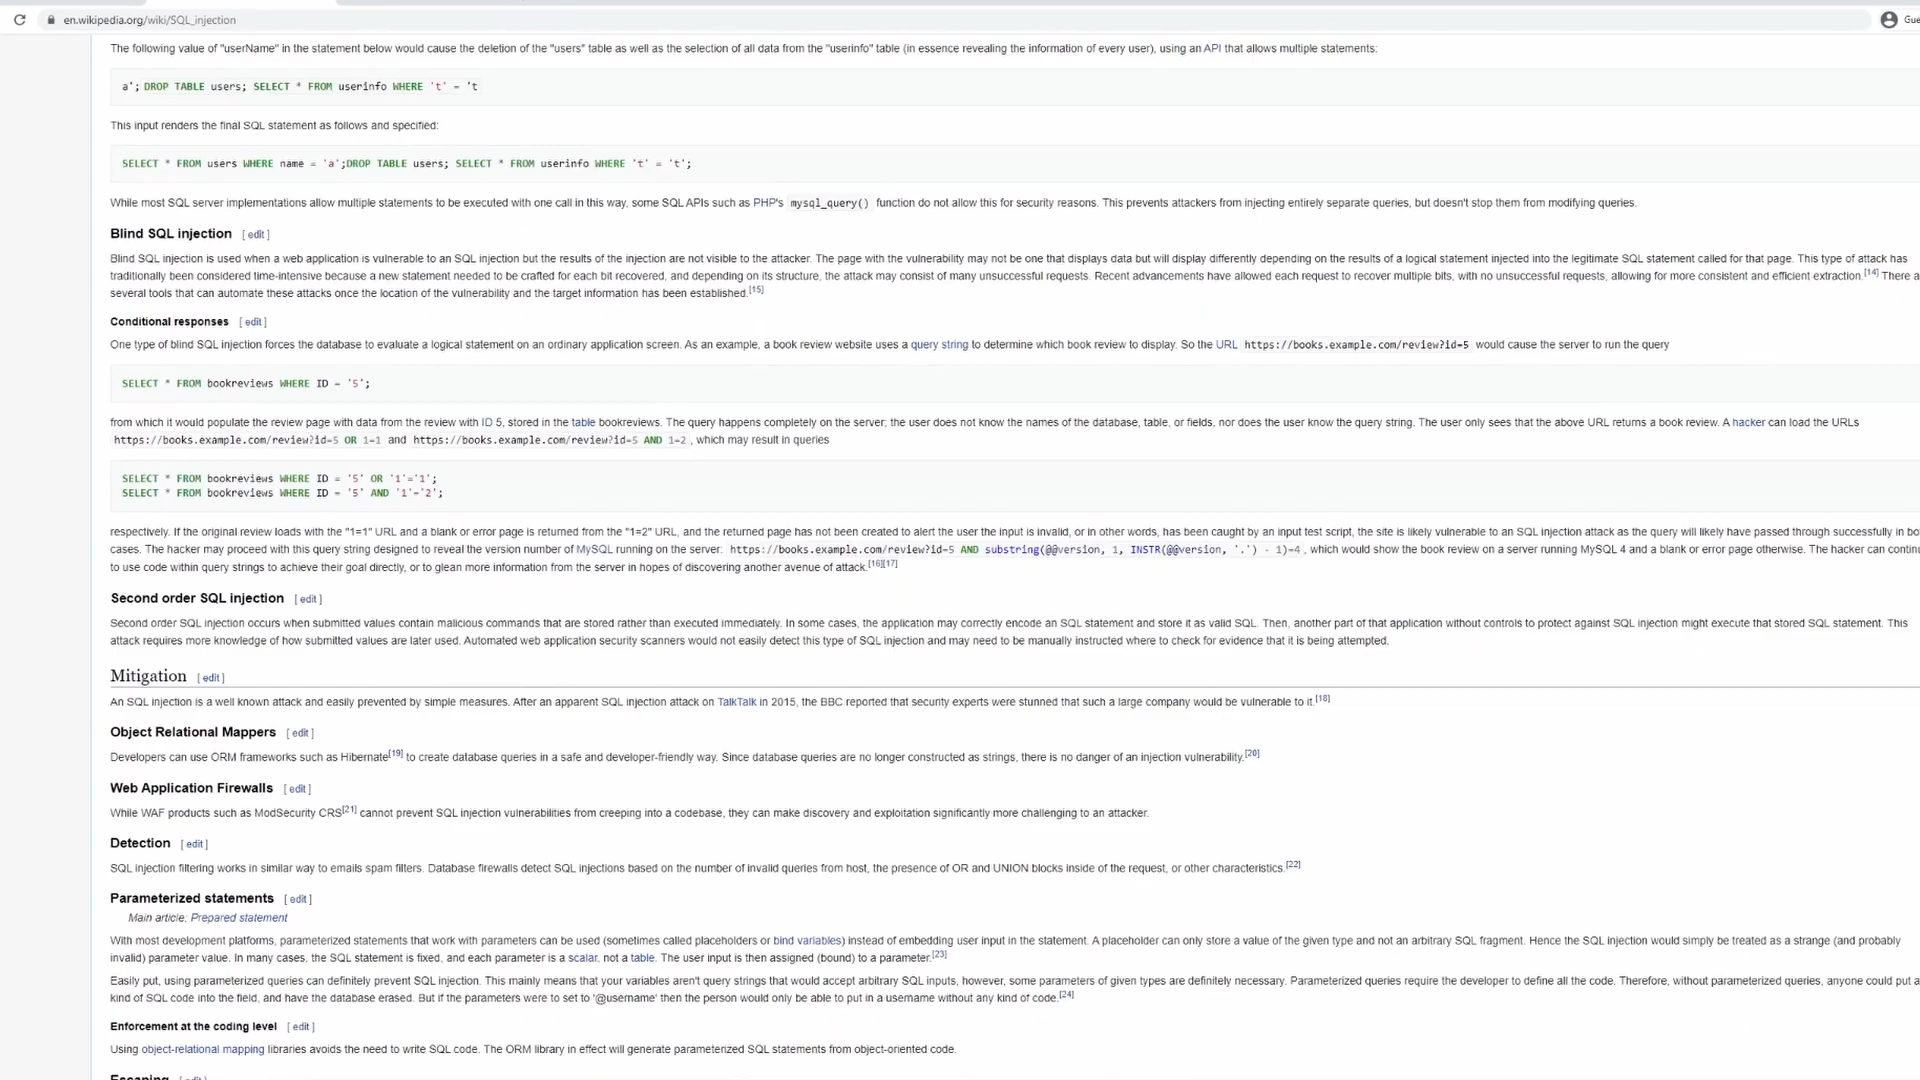 en.wikipedia.org/wiki/SQL_injection
Gue
The following value of "userName" in the statement below would cause the deletion of the "users" table as well as the selection of all data from the "userinfo" table (in essence revealing the information of every user), using an API that allows multiple statements:
a'; DROP TABLE users; SELECT * FROM userinfo WHERE 't' = 't
This input renders the final SQL statement as follows and specified:
SELECT * FROM users WHERE name = 'a';DROP TABLE users; SELECT * FROM userinfo WHERE 't' = 't';
While most SQL server implementations allow multiple statements to be executed with one call in this way, some SQL APIs such as PHP's mysql_query() function do not allow this for security reasons. This prevents attackers from injecting entirely separate queries, but doesn't stop them from modifying queries.
Blind SQL injection [ edit ]
Blind SQL injection is used when a web application is vulnerable to an SQL injection but the results of the injection are not visible to the attacker. The page with the vulnerability may not be one that displays data but will display differently depending on the results of a logical statement injected into the legitimate SQL statement called for that page. This type of attack has
traditionally been considered time-intensive because a new statement needed to be crafted for each bit recovered, and depending on its structure, the attack may consist of many unsuccessful requests. Recent advancements have allowed each request to recover multiple bits, with no unsuccessful requests, allowing for more consistent and efficient extraction.[14] There a
several tools that can automate these attacks once the location of the vulnerability and the target information has been established.[15]
Conditional responses [ edit ]
One type of blind SQL injection forces the database to evaluate a logical statement on an ordinary application screen. As an example, a book review website uses a query string to determine which book review to display. So the URL https://books.example.com/review?id=5 would cause the server to run the query
SELECT * FROM bookreviews WHERE ID = '5';
from which it would populate the review page with data from the review with ID 5, stored in the table bookreviews. The query happens completely on the server; the user does not know the names of the database, table, or fields, nor does the user know the query string. The user only sees that the above URL returns a book review. A hacker can load the URLs
https://books.example.com/review?id=5 OR 1=1 and https://books.example.com/review?id=5 AND 1=2 , which may result in queries
SELECT * FROM bookreviews WHERE ID = '5' OR '1'='1';
SELECT * FROM bookreviews WHERE ID = '5' AND '1'='2';
respectively. If the original review loads with the "1=1" URL and a blank or error page is returned from the "1=2" URL, and the returned page has not been created to alert the user the input is invalid, or in other words, has been caught by an input test script, the site is likely vulnerable to an SQL injection attack as the query will likely have passed through successfully in bo
cases. The hacker may proceed with this query string designed to reveal the version number of MySQL running on the server: https://books.example.com/review?id=5 AND substring(@@version, 1, INSTR(@@version, '.') - 1)=4 , which would show the book review on a server running MySQL 4 and a blank or error page otherwise. The hacker can continu
to use code within query strings to achieve their goal directly, or to glean more information from the server in hopes of discovering another avenue of attack.[16][17]
Second order SQL injection [ edit ]
Second order SQL injection occurs when submitted values contain malicious commands that are stored rather than executed immediately. In some cases, the application may correctly encode an SQL statement and store it as valid SQL. Then, another part of that application without controls to protect against SQL injection might execute that stored SQL statement. This
attack requires more knowledge of how submitted values are later used. Automated web application security scanners would not easily detect this type of SQL injection and may need to be manually instructed where to check for evidence that it is being attempted.
Mitigation [ edit ]
An SQL injection is a well known attack and easily prevented by simple measures. After an apparent SQL injection attack on TalkTalk in 2015, the BBC reported that security experts were stunned that such a large company would be vulnerable to it.[18]
Object Relational Mappers [ edit ]
Developers can use ORM frameworks such as Hibernate[19] to create database queries in a safe and developer-friendly way. Since database queries are no longer constructed as strings, there is no danger of an injection vulnerability.[20]
Web Application Firewalls [ edit ]
While WAF products such as ModSecurity CRS[21] cannot prevent SQL injection vulnerabilities from creeping into a codebase, they can make discovery and exploitation significantly more challenging to an attacker.
Detection [ edit ]
SQL injection filtering works in similar way to emails spam filters. Database firewalls detect SQL injections based on the number of invalid queries from host, the presence of OR and UNION blocks inside of the request, or other characteristics.[22]
Parameterized statements [ edit ]
Main article: Prepared statement
With most development platforms, parameterized statements that work with parameters can be used (sometimes called placeholders or bind variables) instead of embedding user input in the statement. A placeholder can only store a value of the given type and not an arbitrary SQL fragment. Hence the SQL injection would simply be treated as a strange (and probably
invalid) parameter value. In many cases, the SQL statement is fixed, and each parameter is a scalar, not a table. The user input is then assigned (bound) to a parameter.[23]
Easily put, using parameterized queries can definitely prevent SQL injection. This mainly means that your variables aren't query strings that would accept arbitrary SQL inputs, however, some parameters of given types are definitely necessary. Parameterized queries require the developer to define all the code. Therefore, without parameterized queries, anyone could put a
kind of SQL code into the field, and have the database erased. But if the parameters were to set to '@username' then the person would only be able to put in a username without any kind of code.[24]
Enforcement at the coding level [ edit ]
Using object-relational mapping libraries avoids the need to write SQL code. The ORM library in effect will generate parameterized SQL statements from object-oriented code.
Escaping [ edit ]